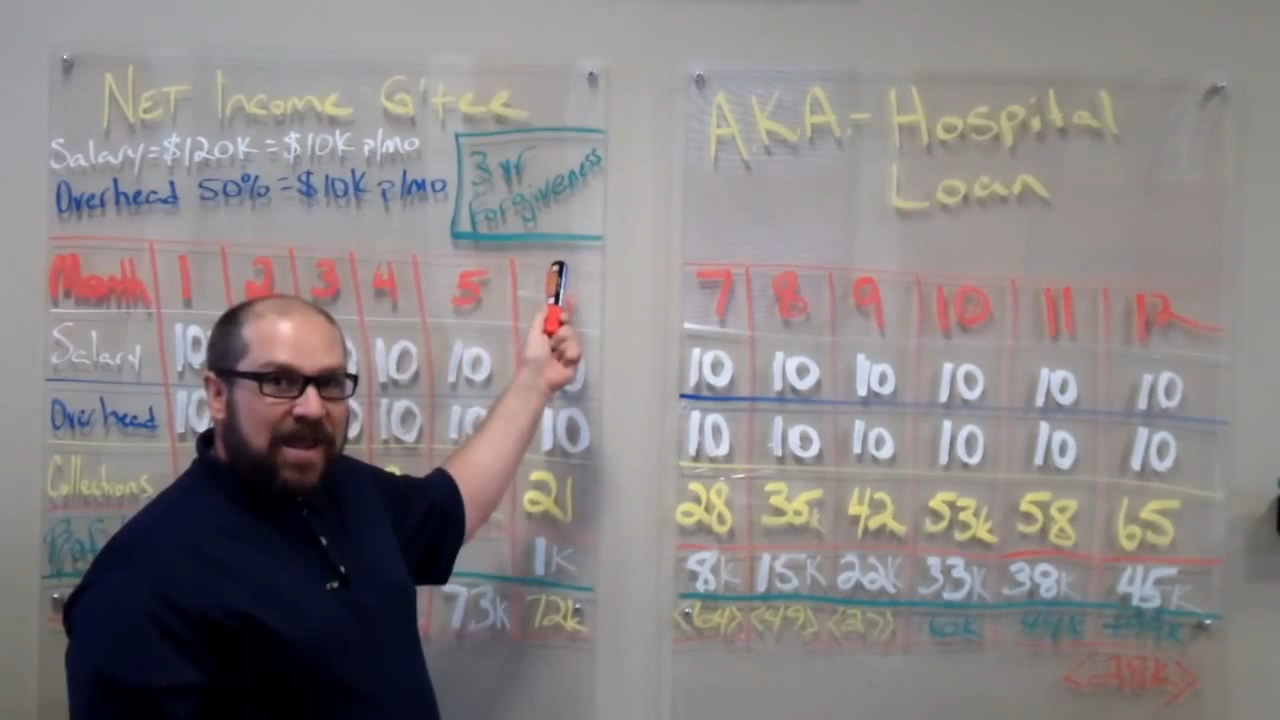 NET Income G'tee
Salary = $120K = $10K p/mo
Overhead 50% = $10K p/mo
3 yr
Forgiveness
Month 1 2 3 4 5
Salary 10 10 10
Overhead 10 10 10 10
Collections 21
1K
73K 72K
A.K.A.- Hospital
Loan
7 8 9 10 11 12
10 10 10 10 10 10
10 10 10 10 10 10
28 35K 42 53K 58 65
8K 15K 22K 33K 38K 45K
<64> <49> <27>